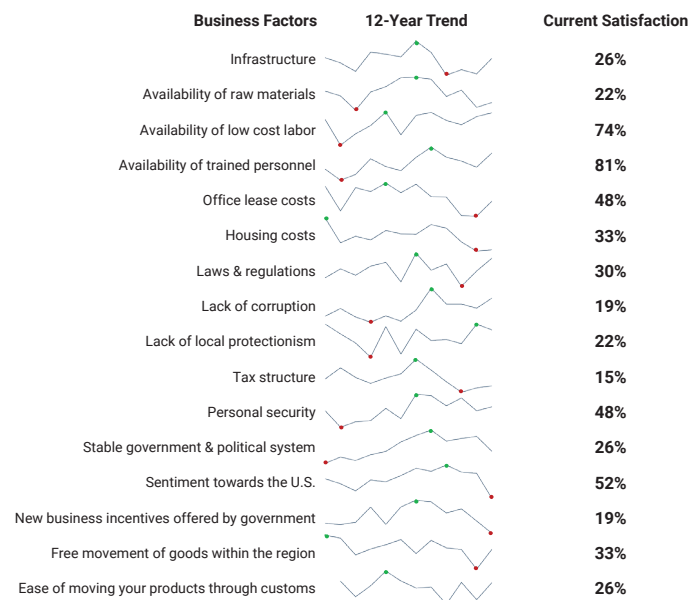 Business Factors 12-Year Trend Current Satisfaction
Infrastructure 26%
Availability of raw materials 22%
Availability of low cost labor 74%
Availability of trained personnel 81%
Office lease costs 48%
Housing costs 33%
Laws & regulations 30%
Lack of corruption 19%
Lack of local protectionism 22%
Tax structure 15%
Personal security 48%
Stable government & political system 26%
Sentiment towards the U.S. 52%
New business incentives offered by government 19%
Free movement of goods within the region 33%
Ease of moving your products through customs 26%